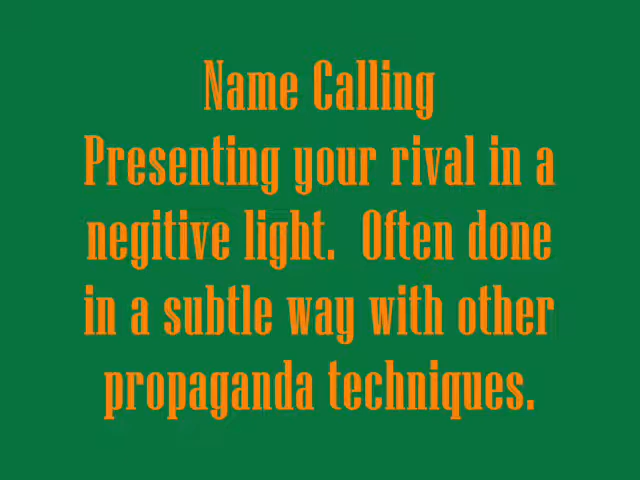 Name Calling
Presenting your rival in a
negitive light.  Often done
in a subtle way with other
propaganda techniques.